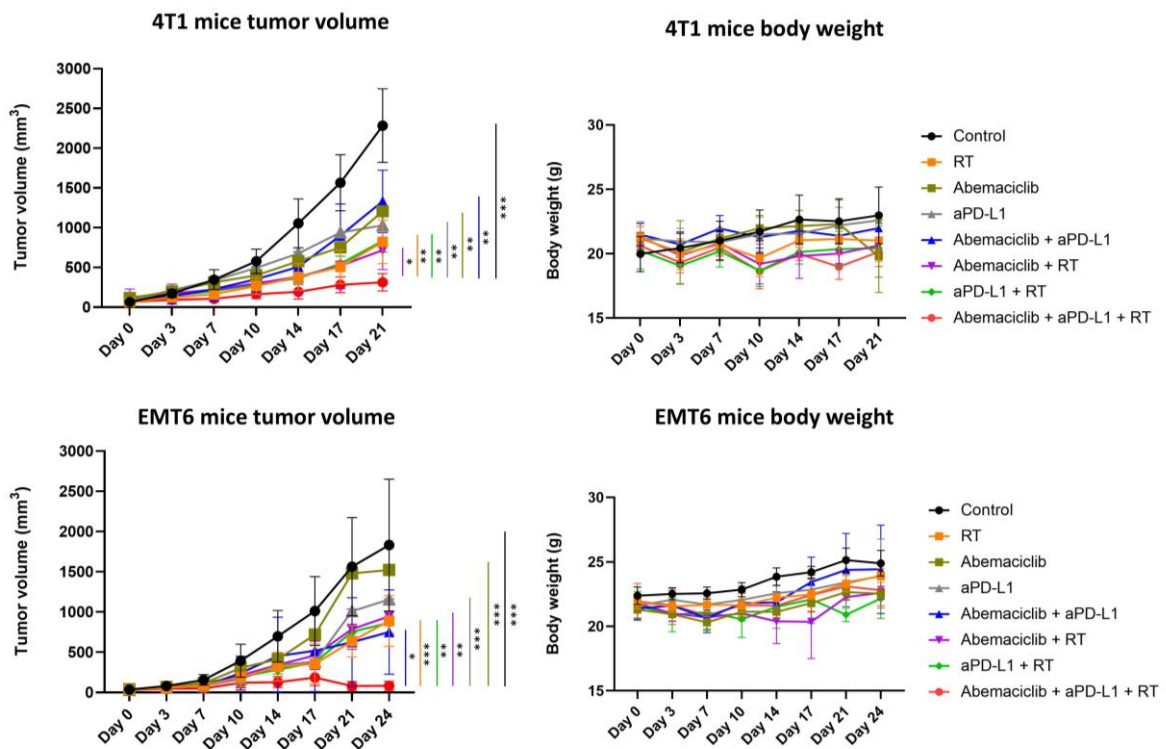 4T1 mice tumor volume
Tumor volume (mm³)
3000
2500
2000
1500
1000
500
0
Day 0
Day 3
Day 7
Day 10
Day 14
Day 17
Day 21
*
**
**
**
**
**
***
4T1 mice body weight
Body weight (g)
30
25
20
15
Day 0
Day 3
Day 7
Day 10
Day 14
Day 17
Day 21
Control
RT
Abemaciclib
aPD-L1
Abemaciclib + aPD-L1
Abemaciclib + RT
aPD-L1 + RT
Abemaciclib + aPD-L1 + RT
EMT6 mice tumor volume
Tumor volume (mm³)
3000
2500
2000
1500
1000
500
0
Day 0
Day 3
Day 7
Day 10
Day 14
Day 17
Day 21
Day 24
*
***
**
**
***
***
***
EMT6 mice body weight
Body weight (g)
30
25
20
15
Day 0
Day 3
Day 7
Day 10
Day 14
Day 17
Day 21
Day 24
Control
RT
Abemaciclib
aPD-L1
Abemaciclib + aPD-L1
Abemaciclib + RT
aPD-L1 + RT
Abemaciclib + aPD-L1 + RT